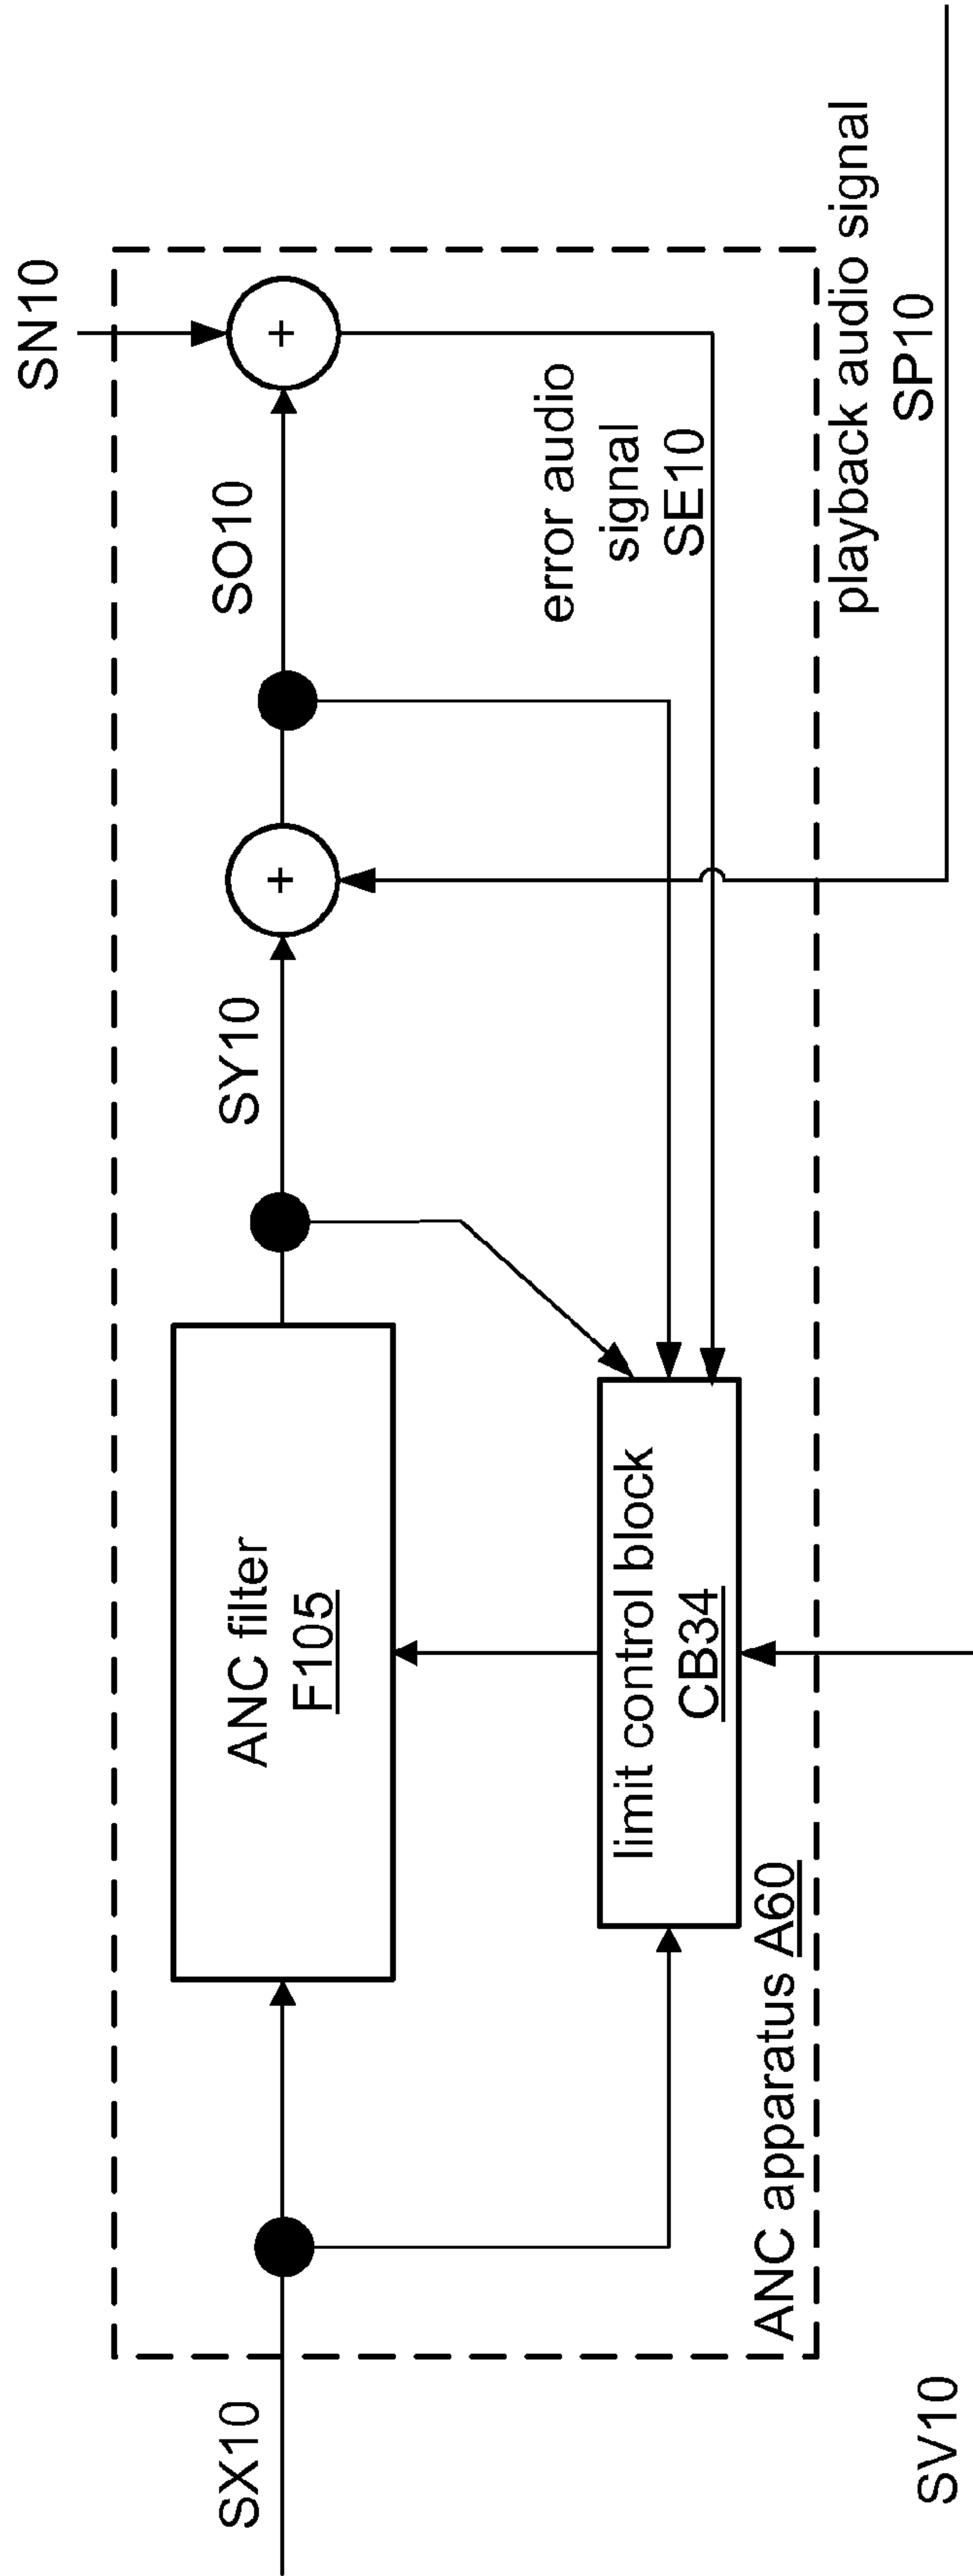 SN10
SX10
ANC filter
F105
SY10
SO10
error audio
signal
SE10
limit control block
CB34
ANC apparatus A60
playback audio signal
SP10
SV10